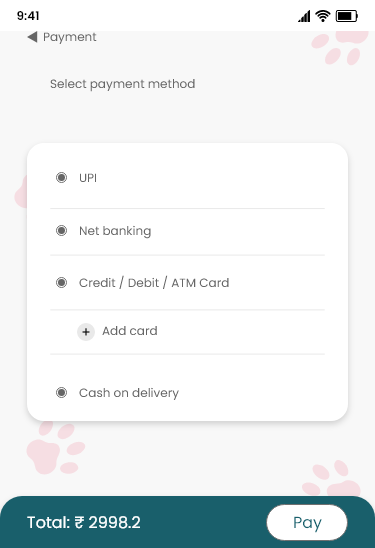 9:41
Payment
Select payment method
UPI
Net banking
Credit / Debit / ATM Card
+ Add card
Cash on delivery
Total: ₹ 2998.2
Pay